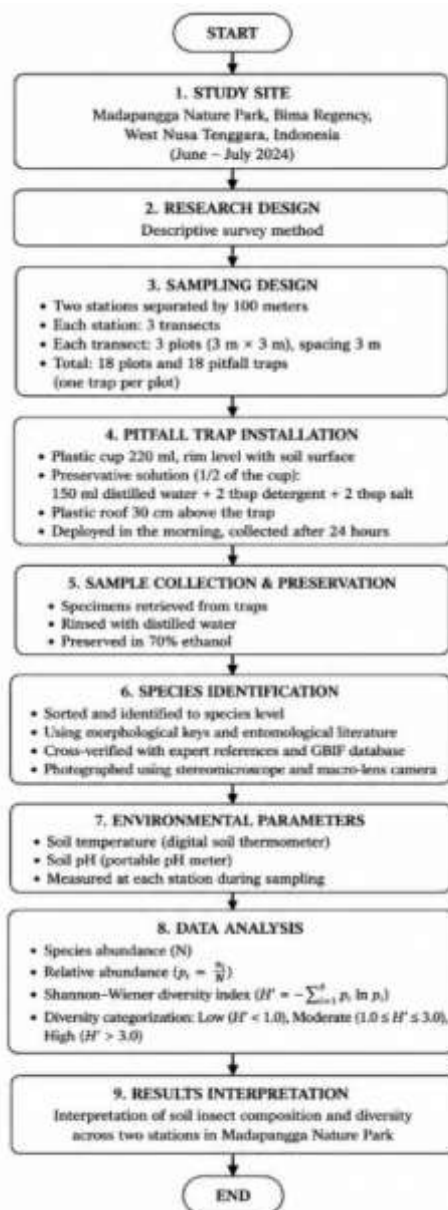 START
1. STUDY SITE
Madapangga Nature Park, Bima Regency,
West Nusa Tenggara, Indonesia
(June – July 2024)
2. RESEARCH DESIGN
Descriptive survey method
3. SAMPLING DESIGN
• Two stations separated by 100 meters
• Each station: 3 transects
• Each transect: 3 plots (3 m × 3 m), spacing 3 m
• Total: 18 plots and 18 pitfall traps
(one trap per plot)
4. PITFALL TRAP INSTALLATION
• Plastic cup 220 ml, rim level with soil surface
• Preservative solution (1/2 of the cup):
150 ml distilled water + 2 tbsp detergent + 2 tbsp salt
• Plastic roof 30 cm above the trap
• Deployed in the morning, collected after 24 hours
5. SAMPLE COLLECTION & PRESERVATION
• Specimens retrieved from traps
• Rinsed with distilled water
• Preserved in 70% ethanol
6. SPECIES IDENTIFICATION
• Sorted and identified to species level
• Using morphological keys and entomological literature
• Cross-verified with expert references and GBIF database
• Photographed using stereomicroscope and macro-lens camera
7. ENVIRONMENTAL PARAMETERS
• Soil temperature (digital soil thermometer)
• Soil pH (portable pH meter)
• Measured at each station during sampling
8. DATA ANALYSIS
• Species abundance (N)
• Relative abundance (p_i = n_i/N)
• Shannon–Wiener diversity index (H' = −∑_{i=1}^{s} p_i ln p_i)
• Diversity categorization: Low (H' < 1.0), Moderate (1.0 ≤ H' ≤ 3.0),
High (H' > 3.0)
9. RESULTS INTERPRETATION
Interpretation of soil insect composition and diversity
across two stations in Madapangga Nature Park
END